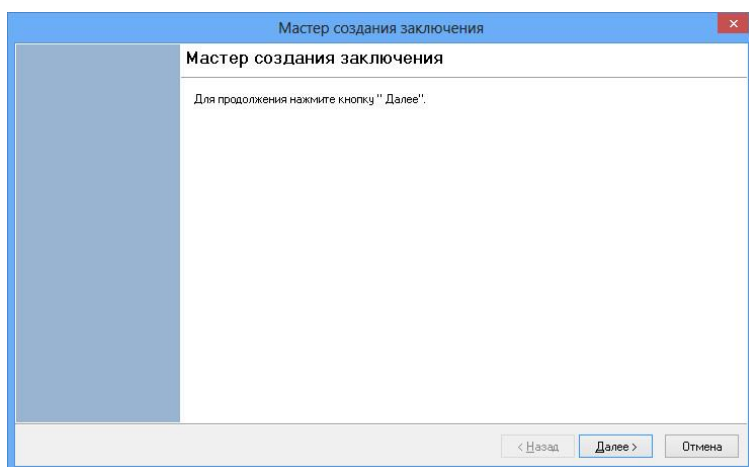 Мастер создания заключения
Мастер создания заключения
Для продолжения нажмите кнопку " Далее".
< Назад
Далее >
Отмена